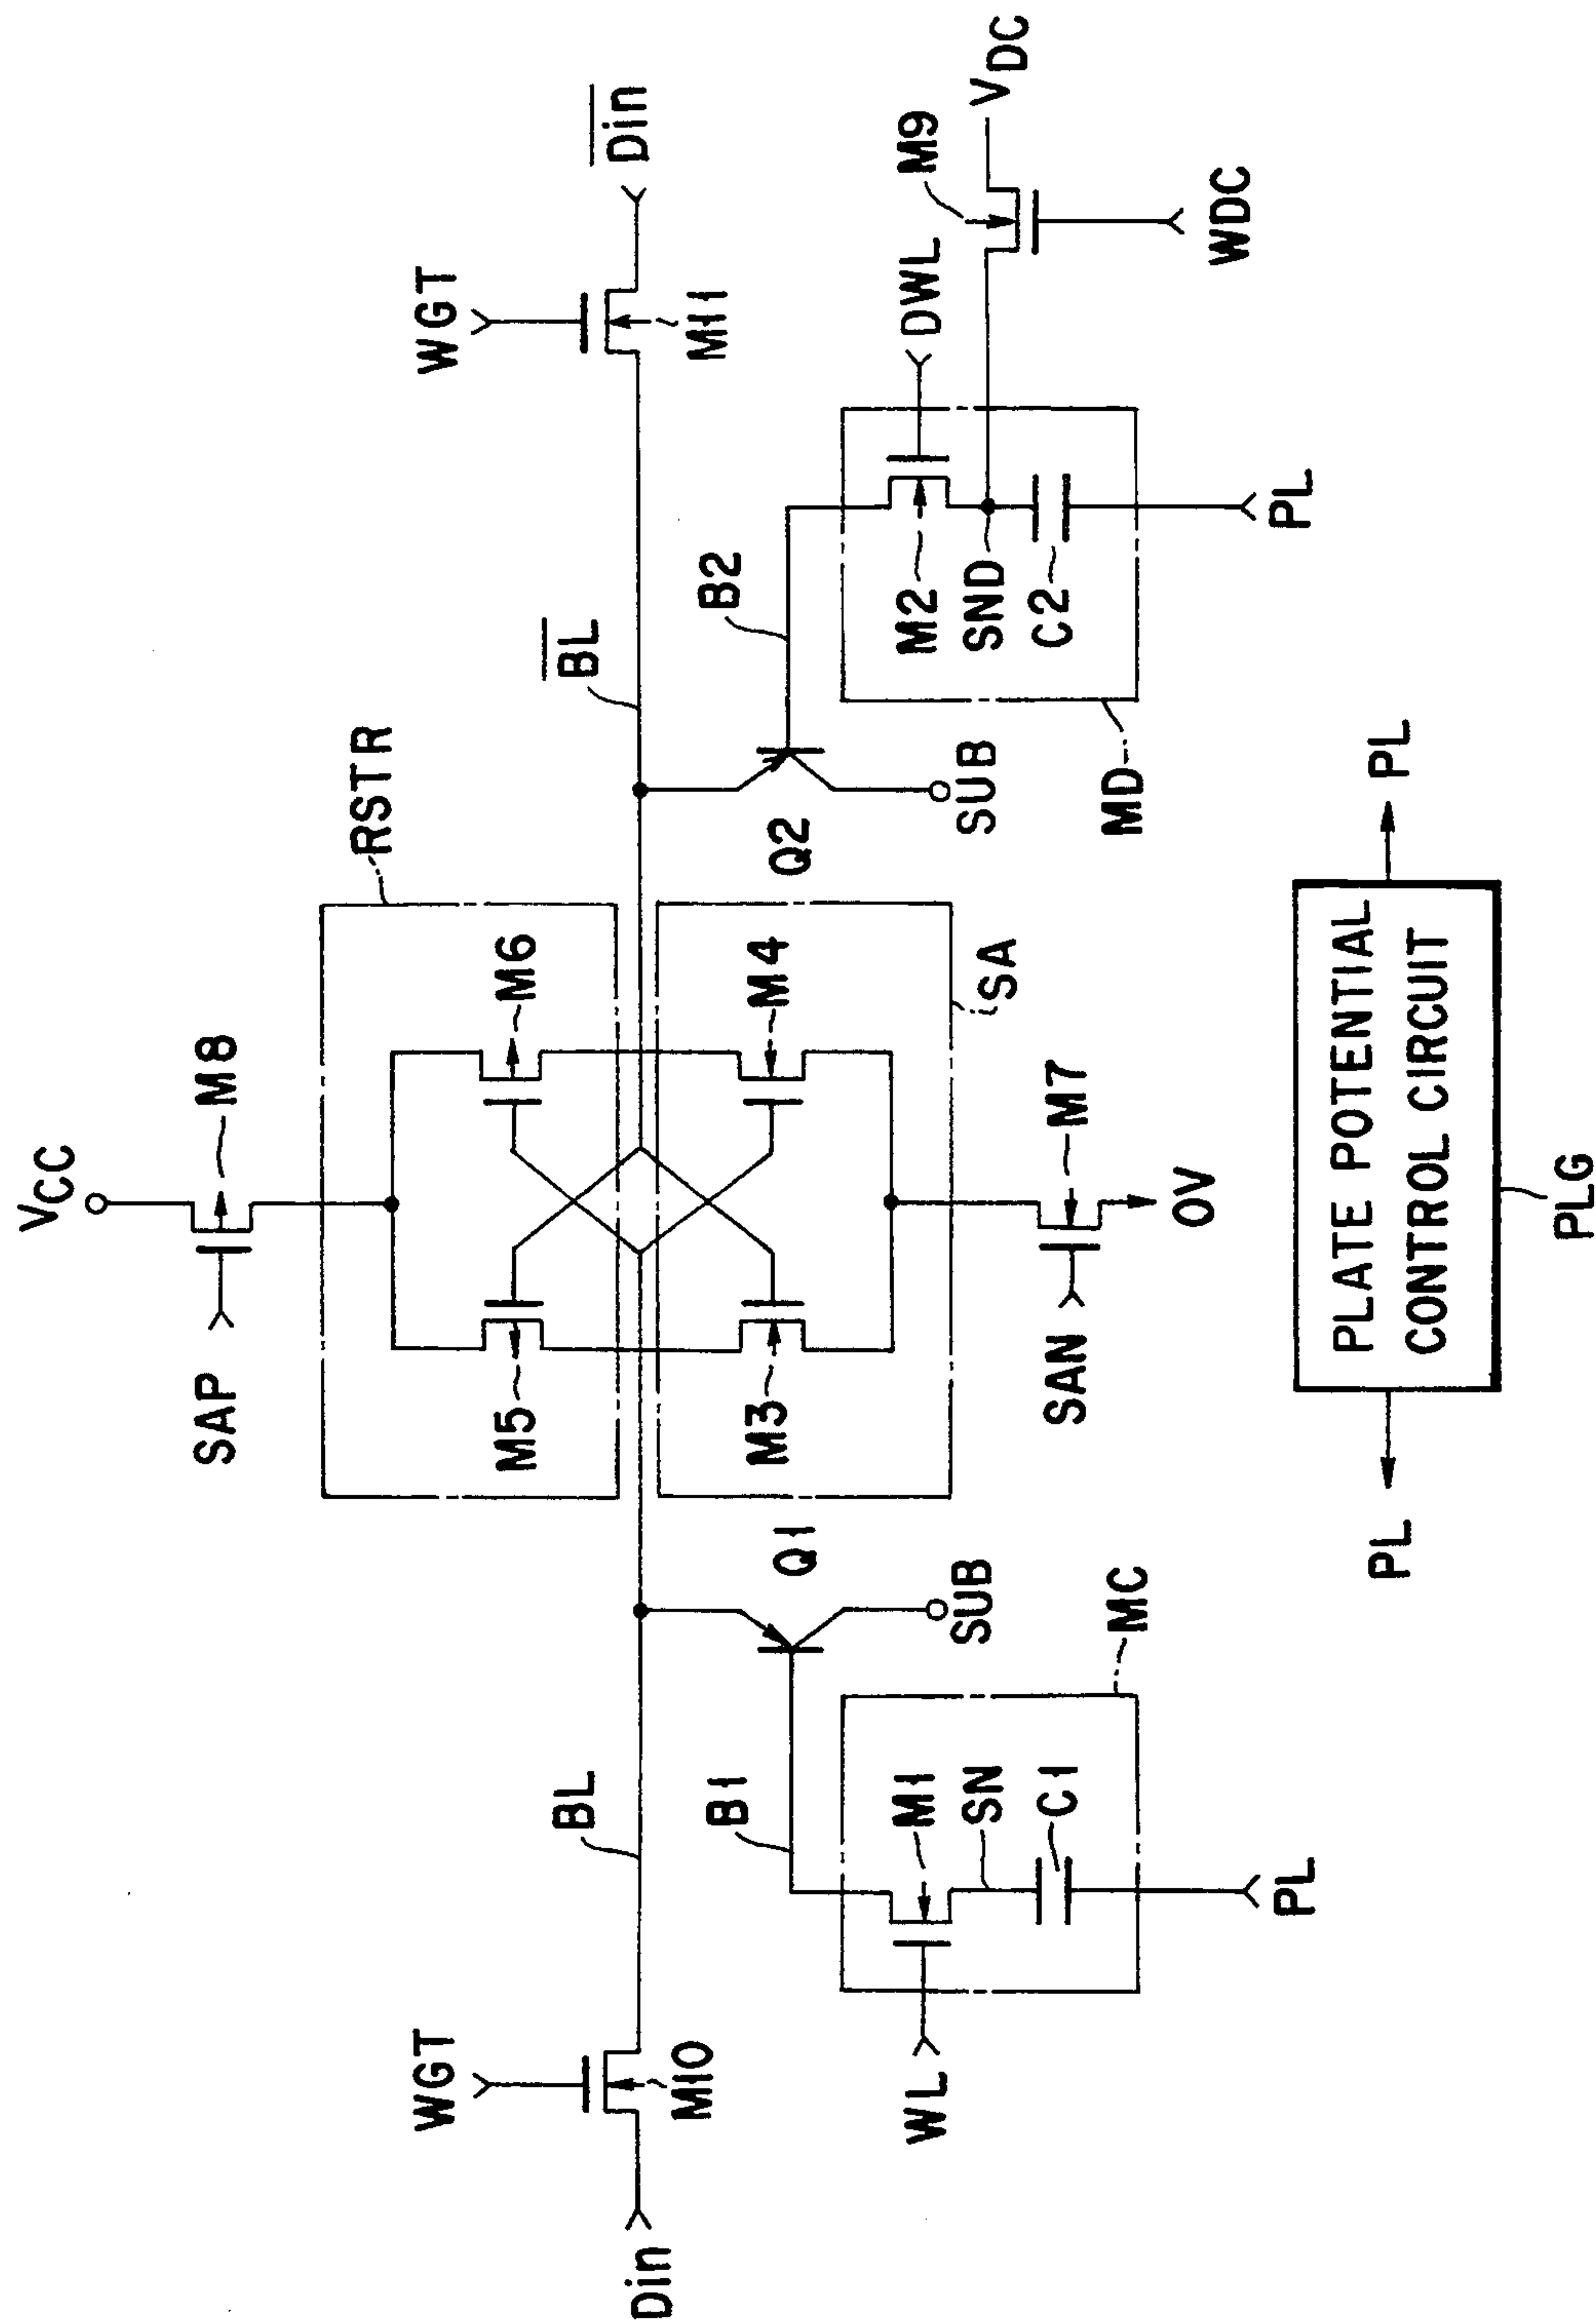 VCC
SAP
M8
RSTR
M5
M6
WGT
WGT
Din
M10
BL
BL
M11
Din
M3
M4
SA
Q1
Q2
B1
B2
SUB
SUB
WL
M1
SN
C1
MC
PL
SAN
M7
0V
M2
SND
C2
MD
DWL
M9
VDC
WDC
PL
PL
PLATE POTENTIAL
CONTROL CIRCUIT
PL
PLG